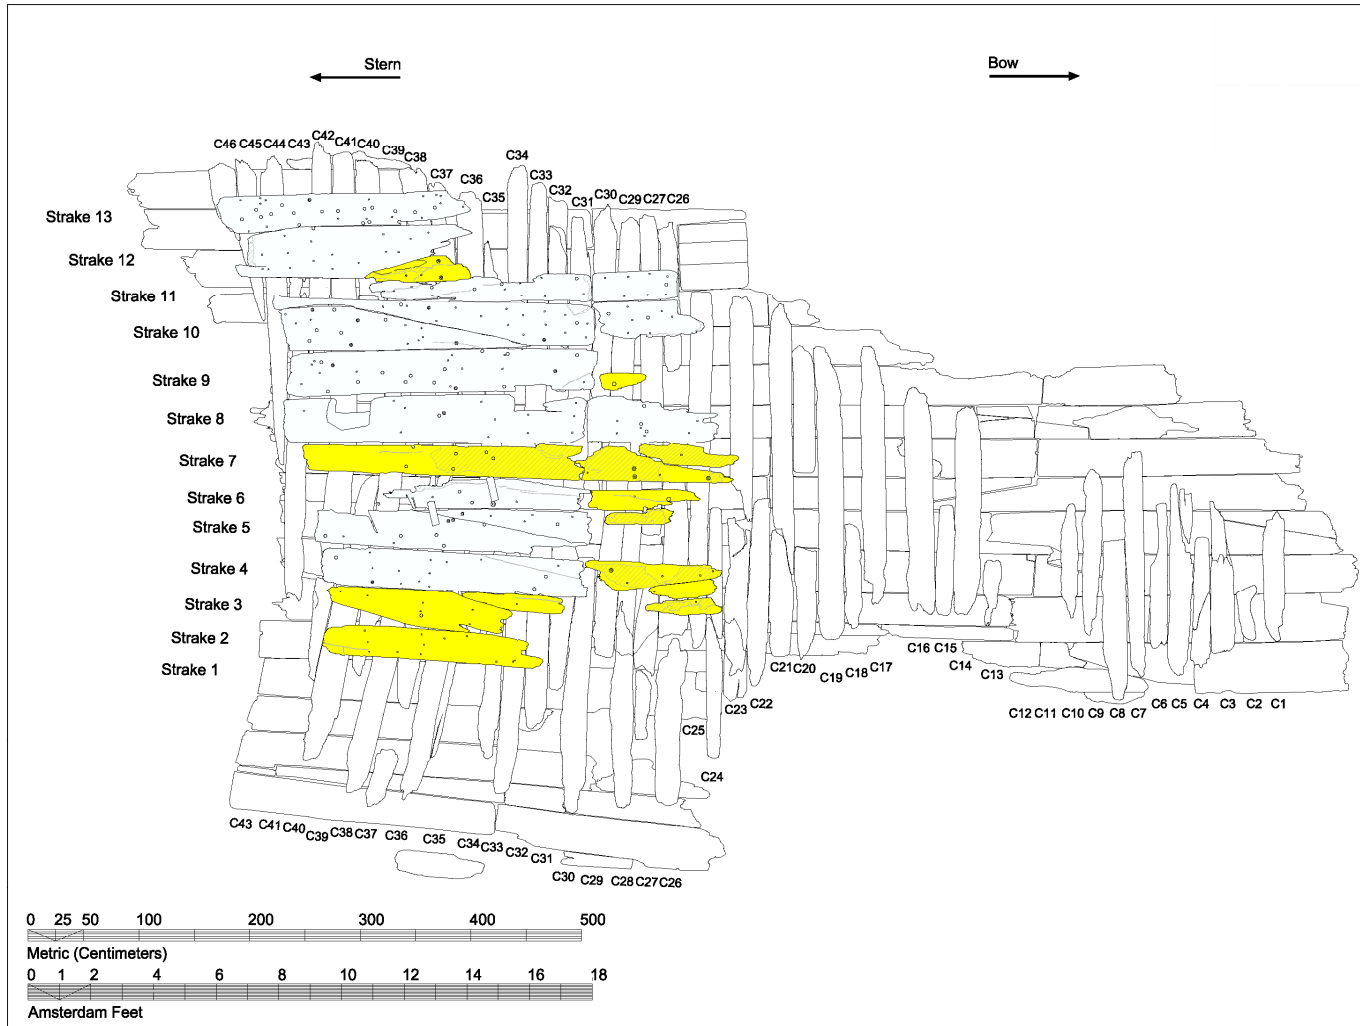 Stern
Bow
C46 C45 C44 C43 C42 C41 C40 C39 C38 C37 C36 C35 C34 C33 C32 C31 C30 C29 C27 C26
Strake 13
Strake 12
Strake 11
Strake 10
Strake 9
Strake 8
Strake 7
Strake 6
Strake 5
Strake 4
Strake 3
Strake 2
Strake 1
C25 C24 C23 C22 C21 C20 C19 C18 C17 C16 C15 C14 C13 C12 C11 C10 C9 C8 C7 C6 C5 C4 C3 C2 C1
C43 C41 C40 C39 C38 C37 C36 C35 C34 C33 C32 C31 C30 C29 C28 C27 C26
0 25 50 100 200 300 400 500
Metric (Centimeters)
0 1 2 4 6 8 10 12 14 16 18
Amsterdam Feet